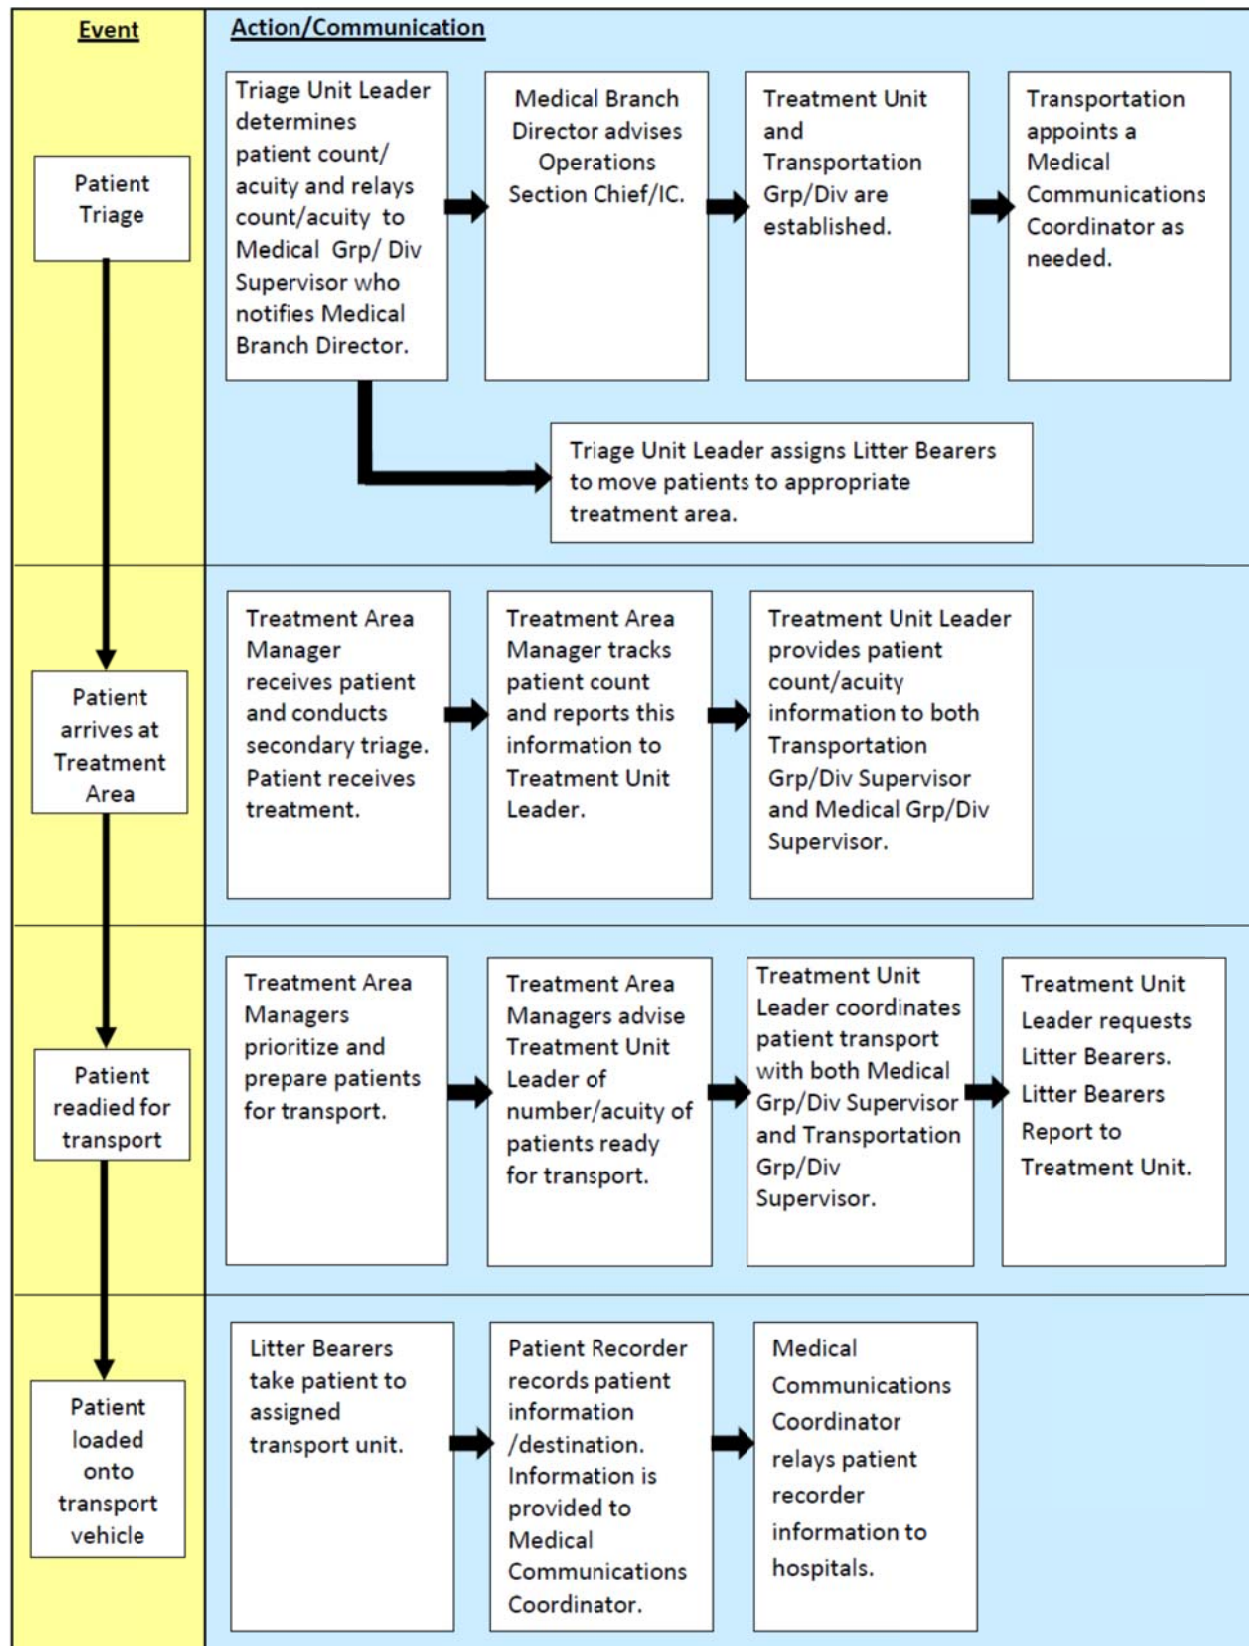 Event
Action/Communication
Patient
Triage
Triage Unit Leader
determines
patient count/
acuity and relays
count/acuity to
Medical Grp/ Div
Supervisor who
notifies Medical
Branch Director.
Medical Branch
Director advises
Operations
Section Chief/IC.
Treatment Unit
and
Transportation
Grp/Div are
established.
Transportation
appoints a
Medical
Communications
Coordinator as
needed.
Triage Unit Leader assigns Litter Bearers
to move patients to appropriate
treatment area.
Patient
arrives at
Treatment
Area
Treatment Area
Manager
receives patient
and conducts
secondary triage.
Patient receives
treatment.
Treatment Area
Manager tracks
patient count
and reports this
information to
Treatment Unit
Leader.
Treatment Unit Leader
provides patient
count/acuity
information to both
Transportation
Grp/Div Supervisor
and Medical Grp/Div
Supervisor.
Patient
readied for
transport
Treatment Area
Managers
prioritize and
prepare patients
for transport.
Treatment Area
Managers advise
Treatment Unit
Leader of
number/acuity of
patients ready
for transport.
Treatment Unit
Leader coordinates
patient transport
with both Medical
Grp/Div Supervisor
and Transportation
Grp/Div
Supervisor.
Treatment Unit
Leader requests
Litter Bearers.
Litter Bearers
Report to
Treatment Unit.
Patient
loaded
onto
transport
vehicle
Litter Bearers
take patient to
assigned
transport unit.
Patient Recorder
records patient
information
/destination.
Information is
provided to
Medical
Communications
Coordinator.
Medical
Communications
Coordinator
relays patient
recorder
information to
hospitals.